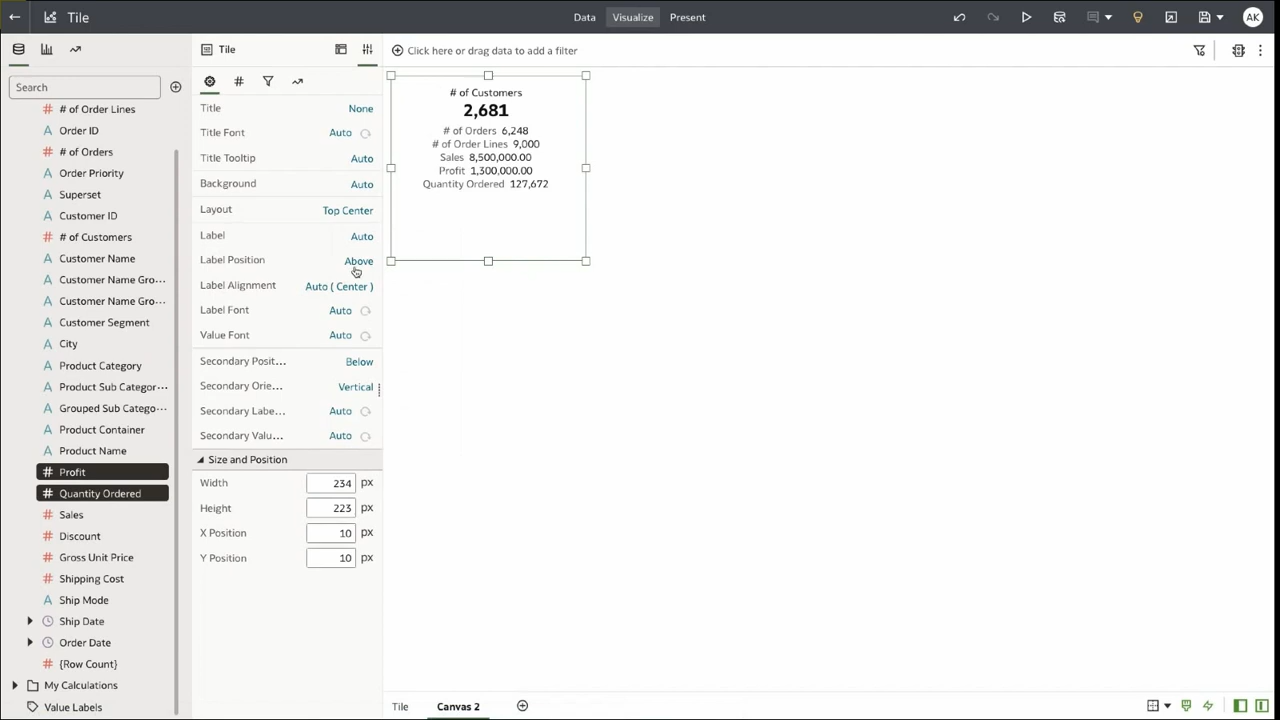 Tile
Data
Visualize
Present
AK
Search
# of Order Lines
A Order ID
# of Orders
A Order Priority
A Superset
A Customer ID
# of Customers
A Customer Name
A Customer Name Gro...
A Customer Name Gro...
A Customer Segment
A City
A Product Category
A Product Sub Categor...
A Grouped Sub Catego...
A Product Container
A Product Name
# Profit
# Quantity Ordered
# Sales
# Discount
# Gross Unit Price
# Shipping Cost
A Ship Mode
Ship Date
Order Date
# {Row Count}
My Calculations
Value Labels
Tile
#
Title None
Title Font Auto
Title Tooltip Auto
Background Auto
Layout Top Center
Label Auto
Label Position Above
Label Alignment Auto ( Center )
Label Font Auto
Value Font Auto
Secondary Posit... Below
Secondary Orie... Vertical
Secondary Labe... Auto
Secondary Valu... Auto
Size and Position
Width 234 px
Height 223 px
X Position 10 px
Y Position 10 px
Click here or drag data to add a filter
# of Customers
2,681
# of Orders 6,248
# of Order Lines 9,000
Sales 8,500,000.00
Profit 1,300,000.00
Quantity Ordered 127,672
Tile
Canvas 2